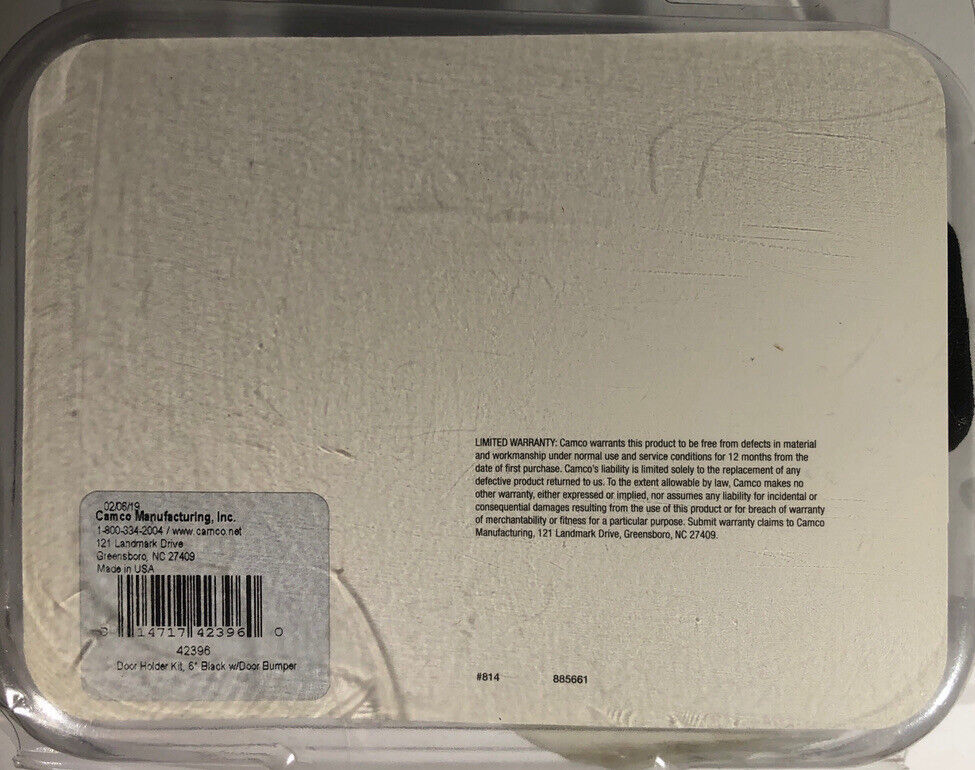 LIMITED WARRANTY: Camco warrants this product to be free from defects in material
and workmanship under normal use and service conditions for 12 months from the
date of first purchase. Camco's liability is limited solely to the replacement of any
defective product returned to us. To the extent allowable by law, Camco makes no
other warranty, either expressed or implied, nor assumes any liability for incidental or
consequential damages resulting from the use of this product or for breach of warranty
of merchantability or fitness for a particular purpose. Submit warranty claims to Camco
Manufacturing, 121 Landmark Drive, Greensboro, NC 27409.
02/06/19
Camco Manufacturing, Inc.
1-800-334-2004 / www.camco.net
121 Landmark Drive
Greensboro, NC 27409
Made in USA
0 14717 42396 0
42396
Door Holder Kit, 6" Black w/Door Bumper
#814 885661